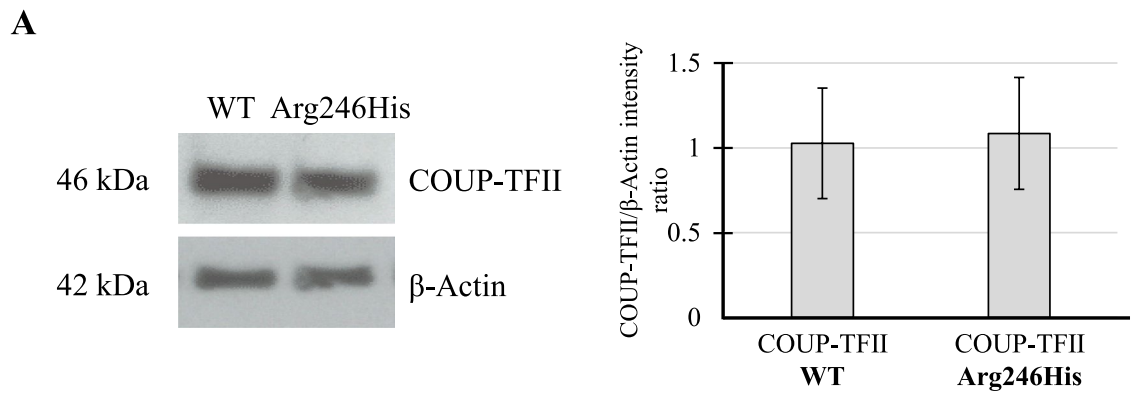 A
WT Arg246His
46 kDa COUP-TFII
42 kDa β-Actin
COUP-TFII/β-Actin intensity
ratio
1.5
1
0.5
0
COUP-TFII COUP-TFII
WT Arg246His